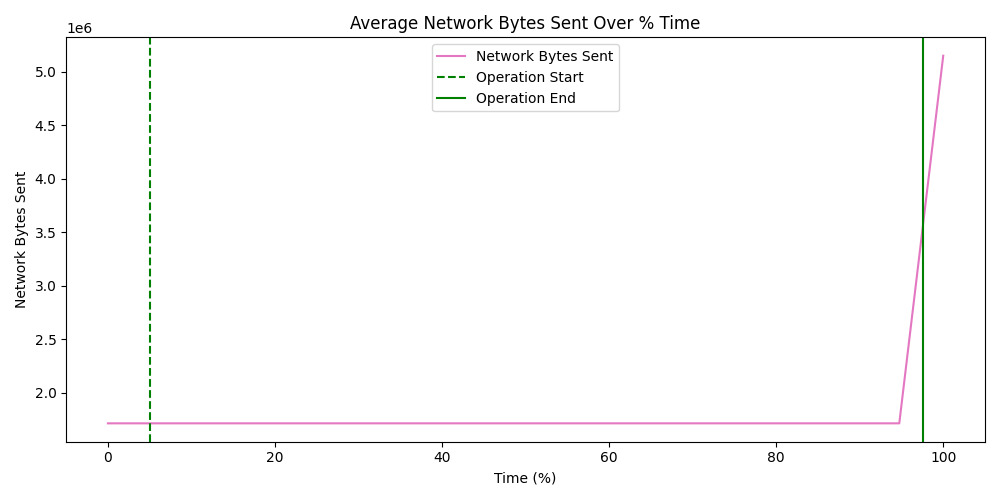 Average Network Bytes Sent Over % Time
1e6
Network Bytes Sent
Operation Start
Operation End
5.0
4.5
4.0
3.5
3.0
2.5
2.0
Network Bytes Sent
0 20 40 60 80 100
Time (%)